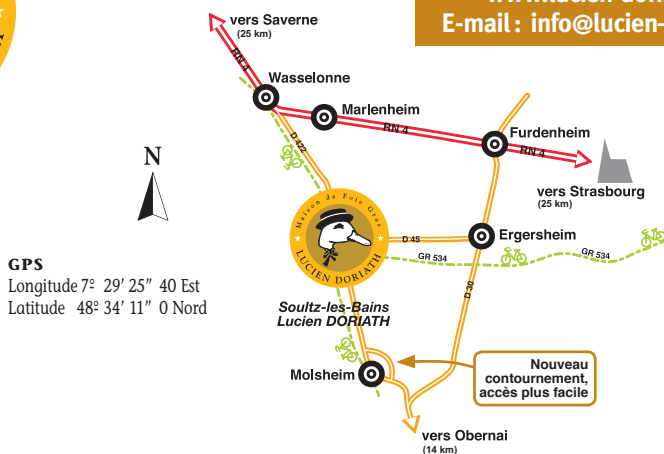 E-mail : info@lucien-
vers Saverne
(25 km)
RN 4
Wasselonne
Marlenheim
RN 4
Furdenheim
RN 4
D 422
N
vers Strasbourg
(25 km)
Maison de Foie Gras
LUCIEN DORIATH
D 45
Ergersheim
GR 534
GR 534
GPS
Longitude 7º 29' 25" 40 Est
Latitude 48º 34' 11" 0 Nord
D 30
Soultz-les-Bains
Lucien DORIATH
Molsheim
Nouveau
contournement,
accès plus facile
vers Obernai
(14 km)